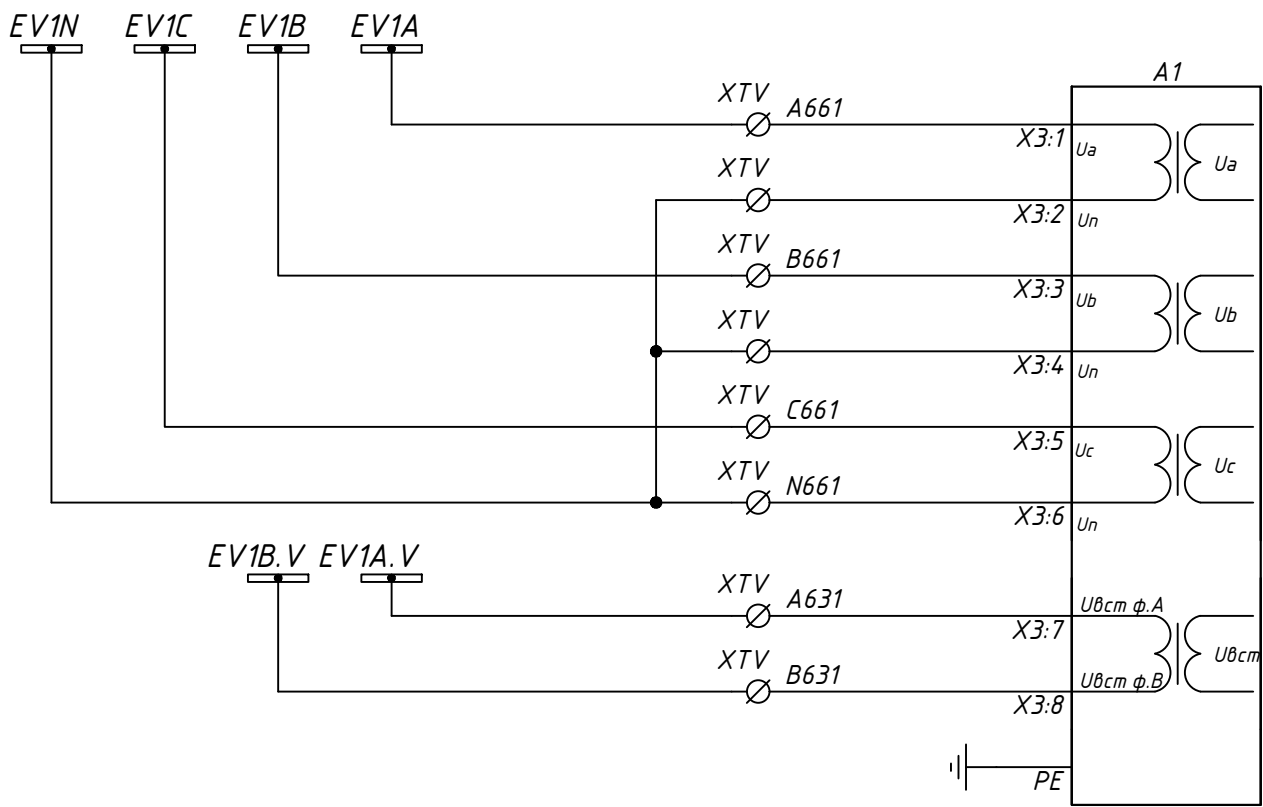 EV1N EV1C EV1B EV1A
A1
XTV A661
X3:1 Ua Ua
XTV
X3:2 Un
XTV B661
X3:3 Ub Ub
XTV
X3:4 Un
XTV C661
X3:5 Uc Uc
XTV N661
X3:6 Un
EV1B.V EV1A.V
XTV A631 Uвст ф.A
X3:7 Uвст
XTV B631 Uвст ф.B
X3:8
PE